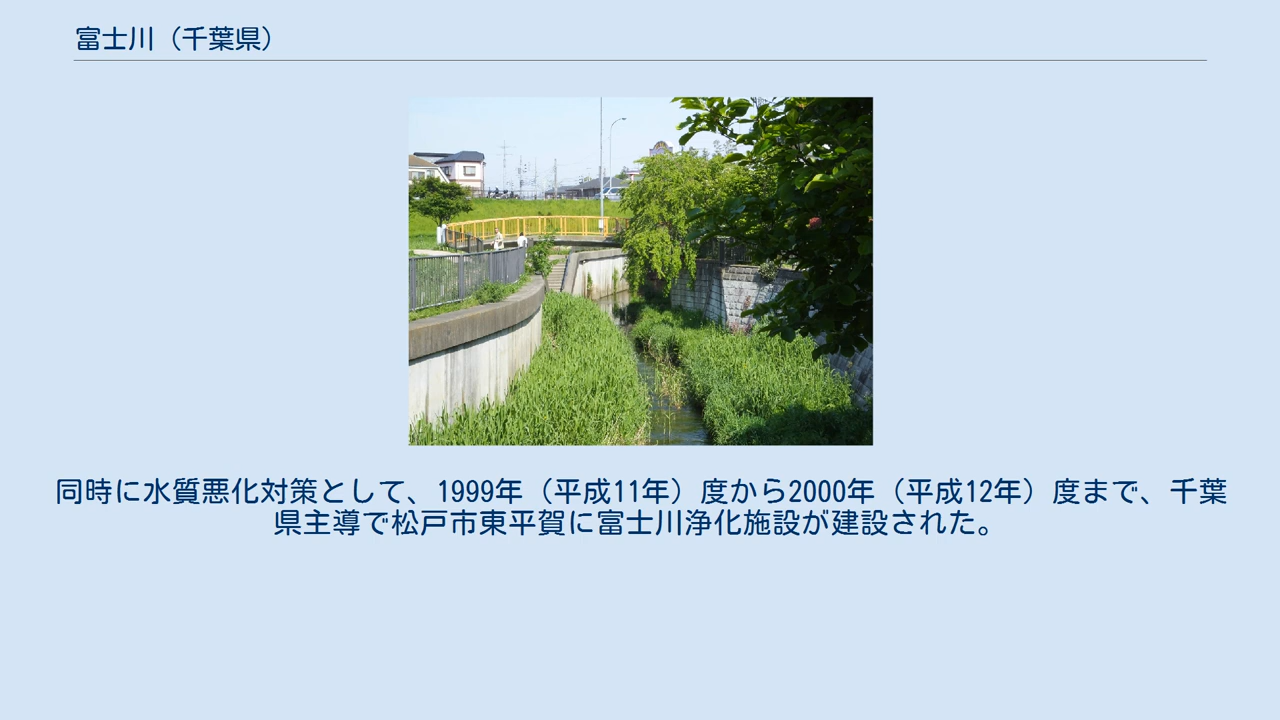 富士川（千葉県）
同時に水質悪化対策として、1999年（平成11年）度から2000年（平成12年）度まで、千葉
県主導で松戸市東平賀に富士川浄化施設が建設された。